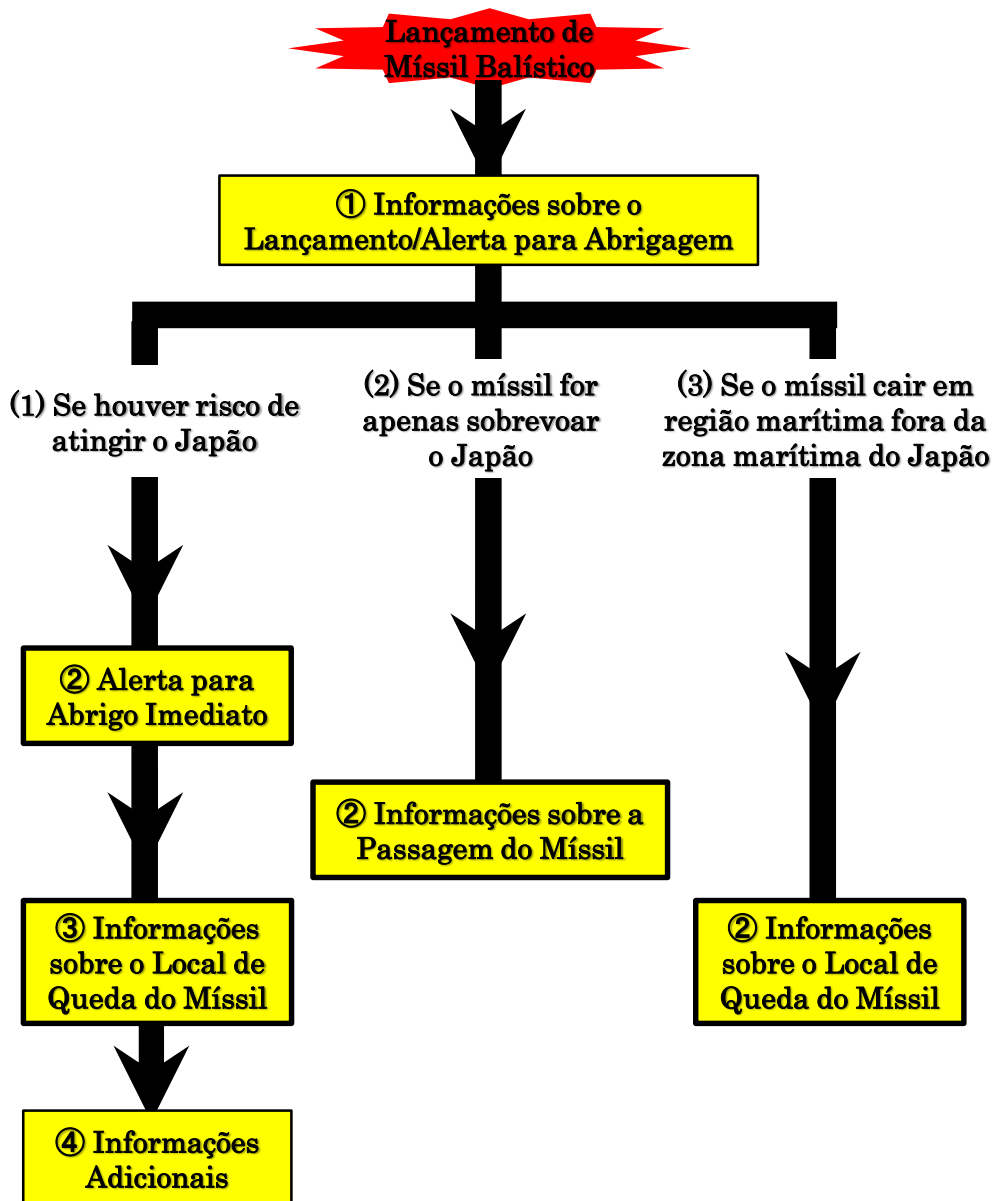 Lançamento de
Míssil Balístico
① Informações sobre o
Lançamento/Alerta para Abrigagem
(1) Se houver risco de
atingir o Japão
(2) Se o míssil for
apenas sobrevoar
o Japão
(3) Se o míssil cair em
região marítima fora da
zona marítima do Japão
② Alerta para
Abrigo Imediato
② Informações sobre a
Passagem do Míssil
③ Informações
sobre o Local de
Queda do Míssil
② Informações
sobre o Local de
Queda do Míssil
④ Informações
Adicionais